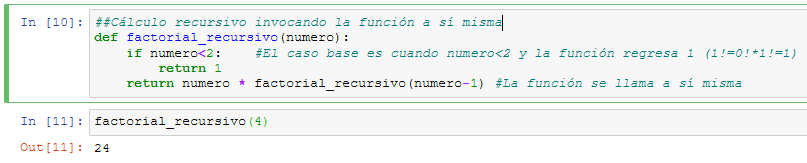 In [10]: ##Cálculo recursivo invocando la función a sí misma
def factorial_recursivo(numero):
if numero<2: #El caso base es cuando numero<2 y la función regresa 1 (1!=0!*1!=1)
return 1
return numero * factorial_recursivo(numero-1) #La función se llama a sí misma
In [11]: factorial_recursivo(4)
Out[11]: 24